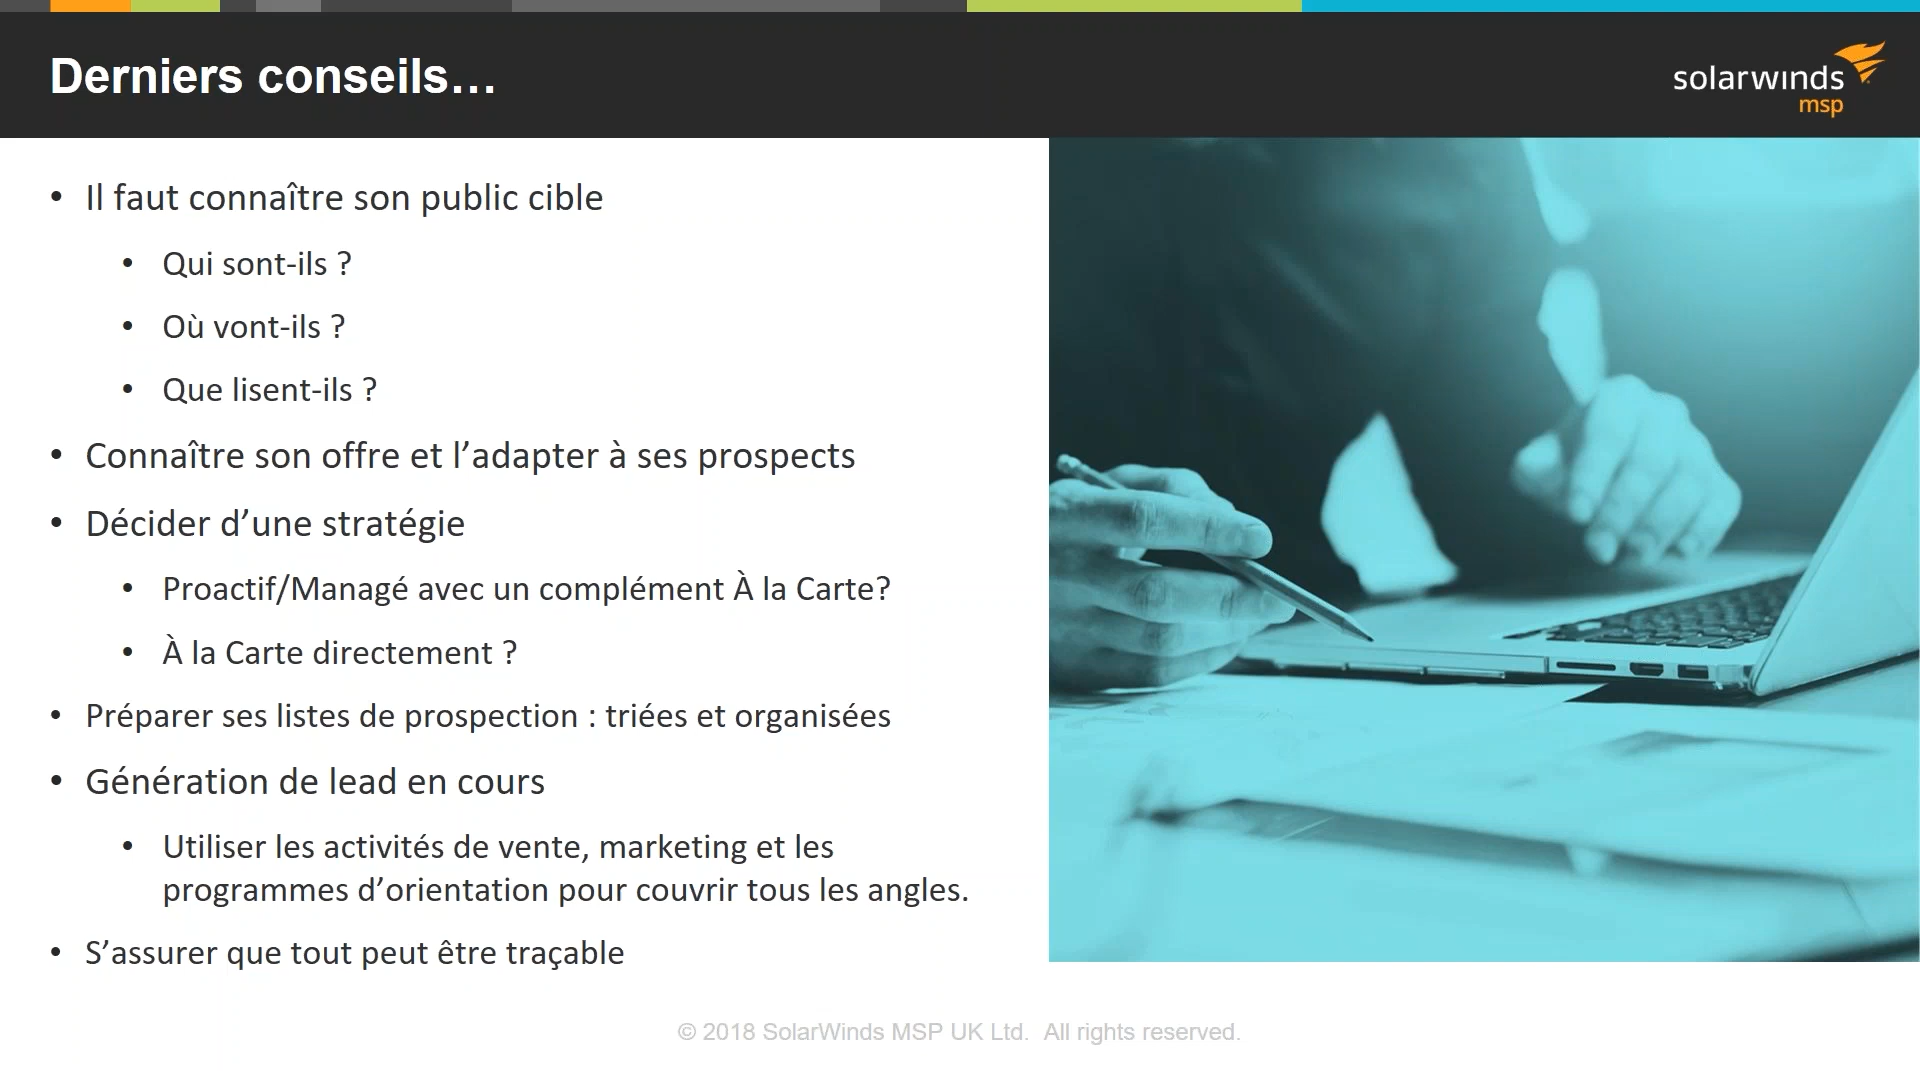 Derniers conseils…
solarwinds
msp
• Il faut connaître son public cible
• Qui sont-ils ?
• Où vont-ils ?
• Que lisent-ils ?
• Connaître son offre et l’adapter à ses prospects
• Décider d’une stratégie
• Proactif/Managé avec un complément À la Carte?
• À la Carte directement ?
• Préparer ses listes de prospection : triées et organisées
• Génération de lead en cours
• Utiliser les activités de vente, marketing et les
programmes d’orientation pour couvrir tous les angles.
• S’assurer que tout peut être traçable
© 2018 SolarWinds MSP UK Ltd.  All rights reserved.